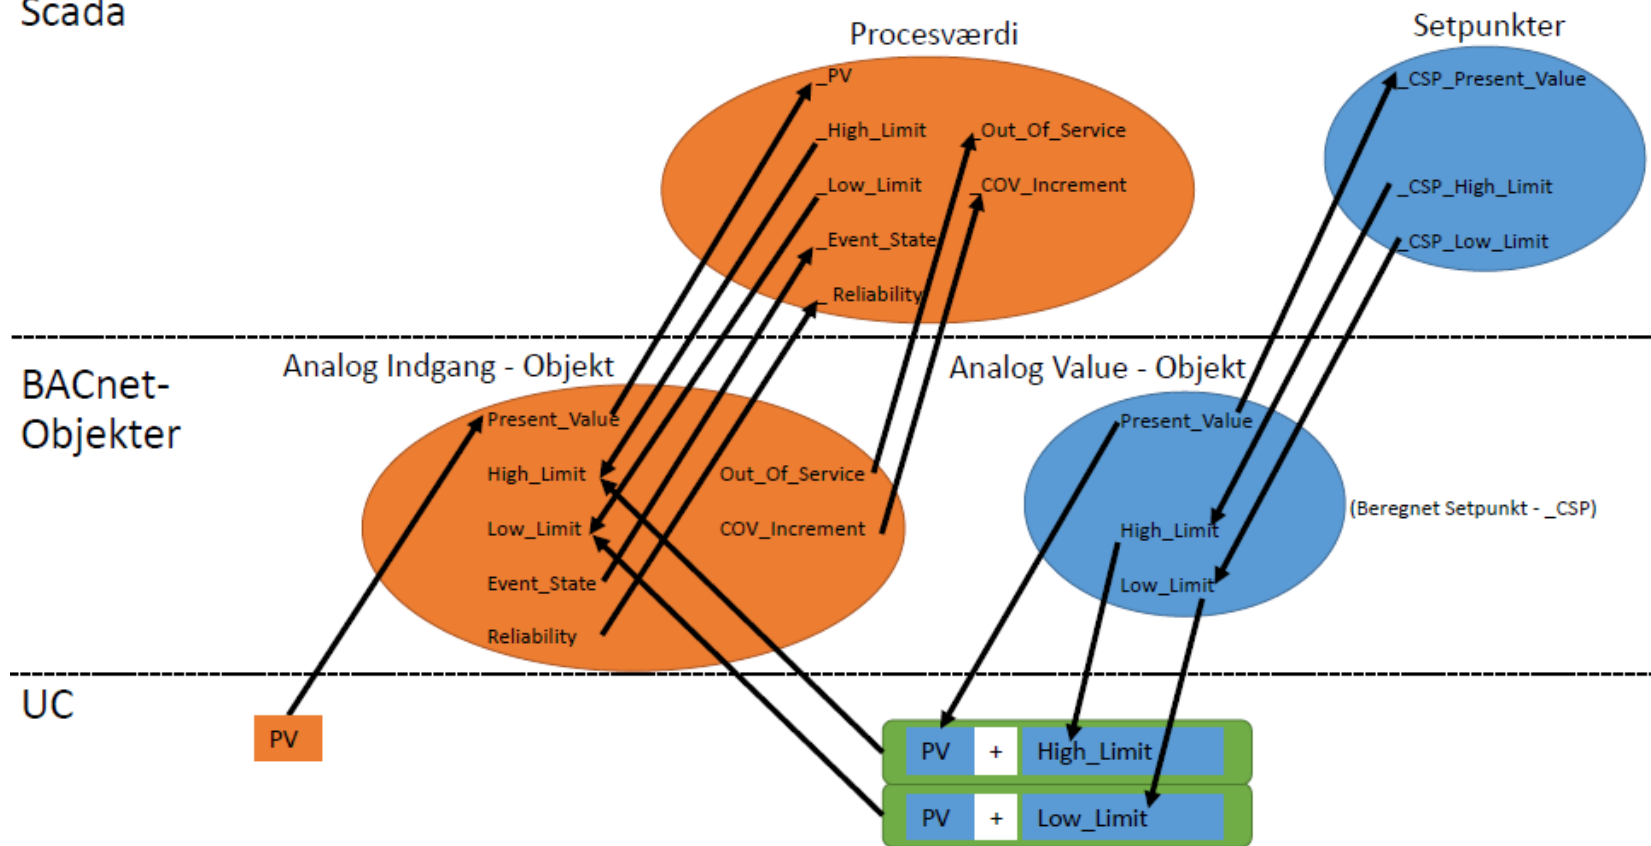 Scada
Procesværdi
Setpunkter
_PV
_High_Limit
_Low_Limit
_Event_State
_ Reliability
_Out_Of_Service
_COV_Increment
_CSP_Present_Value
_CSP_High_Limit
_CSP_Low_Limit
BACnet-
Objekter
Analog Indgang - Objekt
Present_Value
High_Limit
Low_Limit
Event_State
Reliability
Out_Of_Service
COV_Increment
Analog Value - Objekt
Present_Value
High_Limit
Low_Limit
(Beregnet Setpunkt - _CSP)
UC
PV
PV + High_Limit
PV + Low_Limit